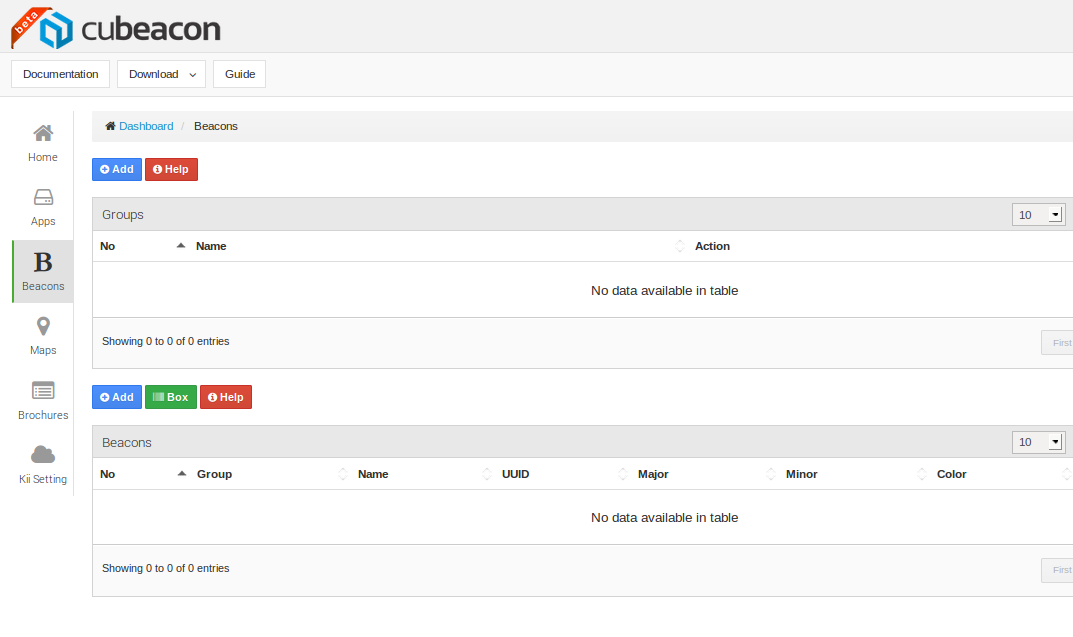 beta
cubeacon
Documentation Download Guide
Home
Apps
B
Beacons
Maps
Brochures
Kii Setting
Dashboard / Beacons
Add Help
Groups 10
No Name Action
No data available in table
Showing 0 to 0 of 0 entries First
Add Box Help
Beacons 10
No Group Name UUID Major Minor Color
No data available in table
Showing 0 to 0 of 0 entries First